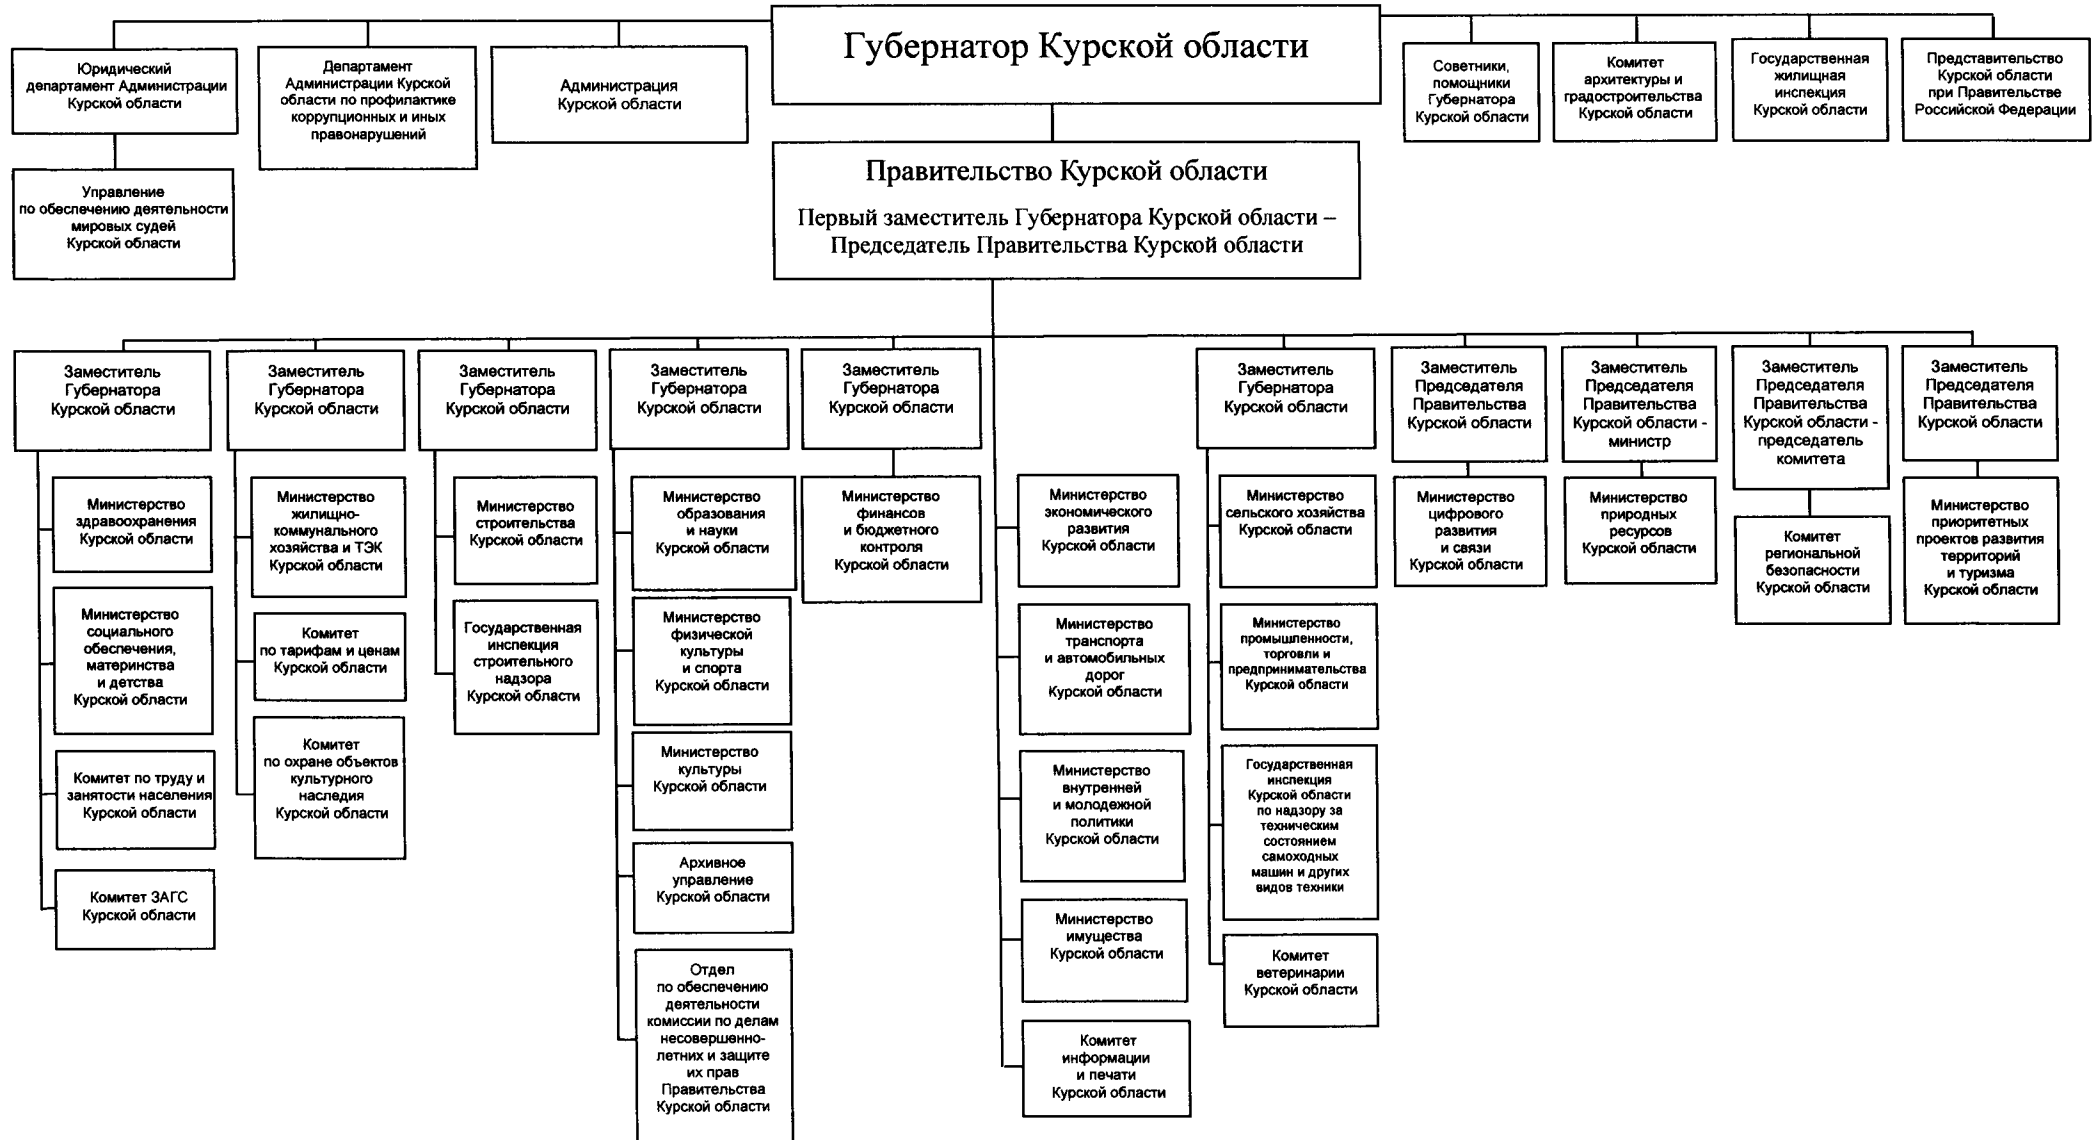 Губернатор Курской области
Юридический
департамент Администрации
Курской области
Департамент
Администрации Курской
области по профилактике
коррупционных и иных
правонарушений
Администрация
Курской области
Советники,
помощники
Губернатора
Курской области
Комитет
архитектуры и
градостроительства
Курской области
Государственная
жилищная
инспекция
Курской области
Представительство
Курской области
при Правительстве
Российской Федерации
Управление
по обеспечению деятельности
мировых судей
Курской области
Правительство Курской области
Первый заместитель Губернатора Курской области –
Председатель Правительства Курской области
Заместитель
Губернатора
Курской области
Министерство
здравоохранения
Курской области
Министерство
социального
обеспечения,
материнства
и детства
Курской области
Комитет по труду и
занятости населения
Курской области
Комитет ЗАГС
Курской области
Заместитель
Губернатора
Курской области
Министерство
жилищно-
коммунального
хозяйства и ТЭК
Курской области
Комитет
по тарифам и ценам
Курской области
Комитет
по охране объектов
культурного
наследия
Курской области
Заместитель
Губернатора
Курской области
Министерство
строительства
Курской области
Государственная
инспекция
строительного
надзора
Курской области
Заместитель
Губернатора
Курской области
Министерство
образования
и науки
Курской области
Министерство
физической
культуры
и спорта
Курской области
Министерство
культуры
Курской области
Архивное
управление
Курской области
Отдел
по обеспечению
деятельности
комиссии по делам
несовершенно-
летних и защите
их прав
Правительства
Курской области
Заместитель
Губернатора
Курской области
Министерство
финансов
и бюджетного
контроля
Курской области
Министерство
экономического
развития
Курской области
Министерство
транспорта
и автомобильных
дорог
Курской области
Министерство
внутренней
и молодежной
политики
Курской области
Министерство
имущества
Курской области
Комитет
информации
и печати
Курской области
Заместитель
Губернатора
Курской области
Министерство
сельского хозяйства
Курской области
Министерство
промышленности,
торговли и
предпринимательства
Курской области
Государственная
инспекция
Курской области
по надзору за
техническим
состоянием
самоходных
машин и других
видов техники
Комитет
ветеринарии
Курской области
Заместитель
Председателя
Правительства
Курской области
Министерство
цифрового
развития
и связи
Курской области
Заместитель
Председателя
Правительства
Курской области -
министр
Министерство
природных
ресурсов
Курской области
Заместитель
Председателя
Правительства
Курской области -
председатель
комитета
Комитет
региональной
безопасности
Курской области
Заместитель
Председателя
Правительства
Курской области
Министерство
приоритетных
проектов развития
территорий
и туризма
Курской области